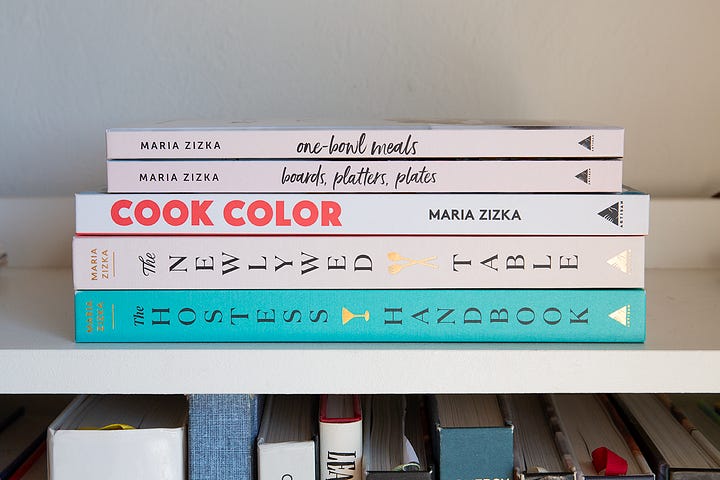 MARIA ZIZKA one-bowl meals
MARIA ZIZKA boards, platters, plates
COOK COLOR MARIA ZIZKA ARTISAN
MARIA ZIZKA The NEWLYWED TABLE
MARIA ZIZKA The HOSTESS HANDBOOK